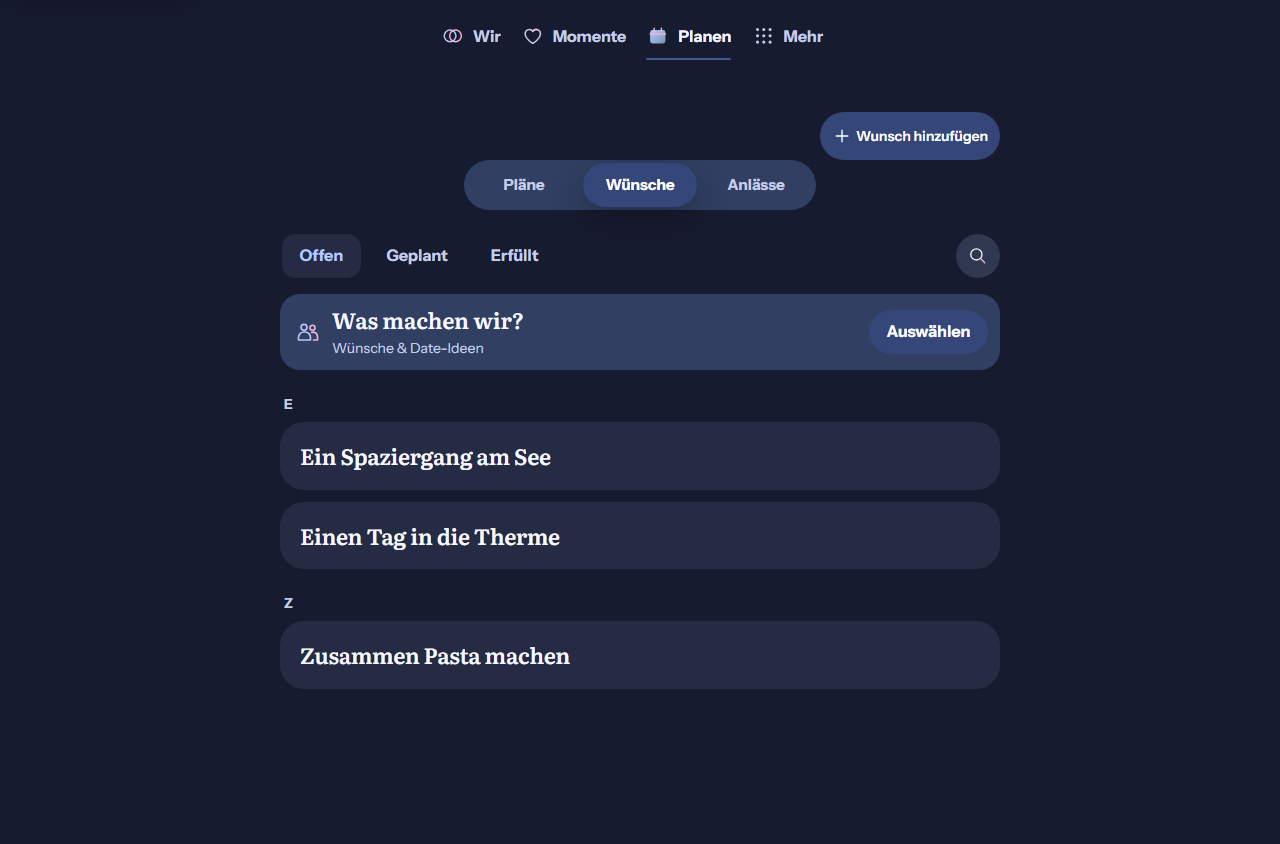 Wir Momente Planen Mehr
Wunsch hinzufügen
Pläne Wünsche Anlässe
Offen Geplant Erfüllt
Was machen wir?
Wünsche & Date-Ideen
Auswählen
E
Ein Spaziergang am See
Einen Tag in die Therme
Z
Zusammen Pasta machen